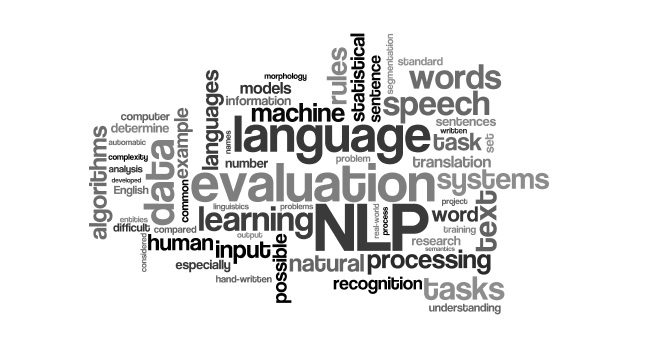 morphology
models
information
machine
languages
names
language
rules
statistical
sentence
segmentation
standard
words
speech
sentences
written
task
set
translation
computer
determine
automatic
complexity
analysis
developed
English
algorithms
data
example
common
number
problem
evaluation
systems
project
entities
difficult
compared
considered
linguistics
problems
learning
NLP
real-world
process
word
training
text
research
semantics
human
output
input
possible
especially
hand-written
natural
processing
recognition
tasks
understanding